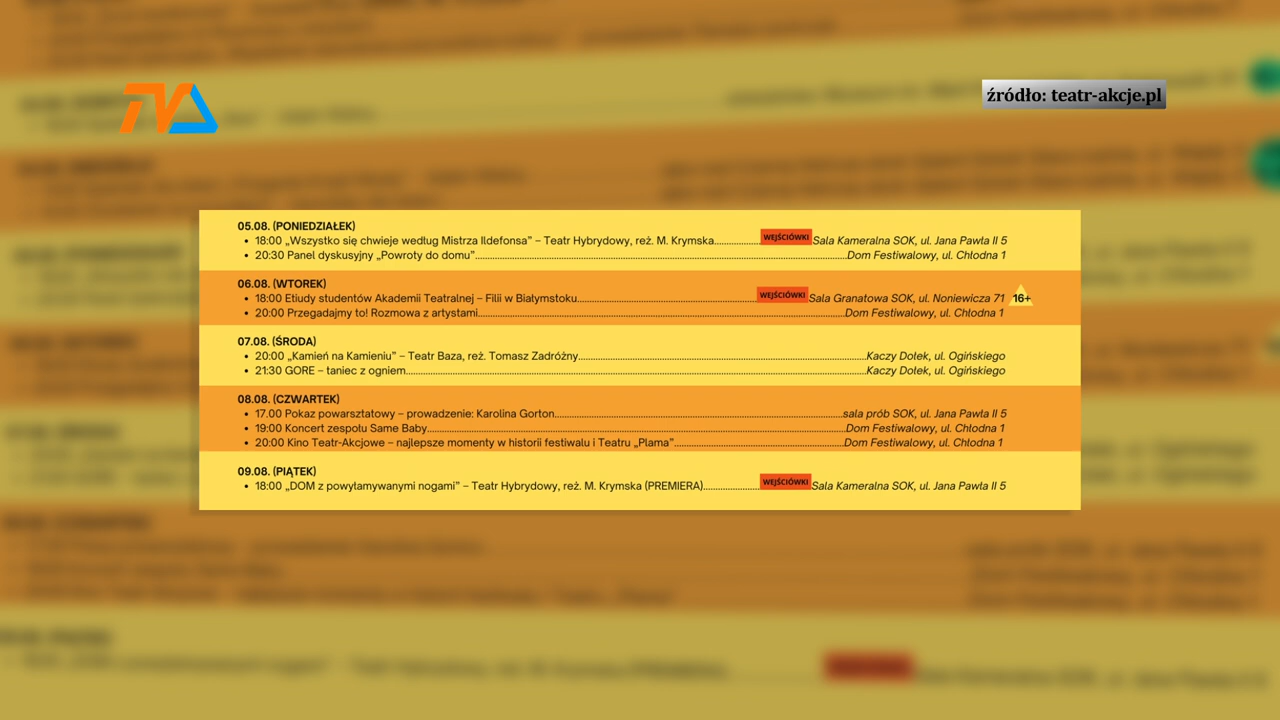 TVA
źródło: teatr-akcje.pl
05.08. (PONIEDZIAŁEK)
• 18:00 „Wszystko się chwieje według Mistrza Ildefonsa” – Teatr Hybrydowy, reż. M. Krymska................ WEJŚCIÓWKI Sala Kameralna SOK, ul. Jana Pawła II 5
• 20:30 Panel dyskusyjny „Powroty do domu”................Dom Festiwalowy, ul. Chłodna 1
06.08. (WTOREK)
• 18:00 Etiudy studentów Akademii Teatralnej – Filii w Białymstoku................ WEJŚCIÓWKI Sala Granatowa SOK, ul. Noniewicza 71 16+
• 20:00 Przegadajmy to! Rozmowa z artystami................Dom Festiwalowy, ul. Chłodna 1
07.08. (ŚRODA)
• 20:00 „Kamień na Kamieniu” – Teatr Baza, reż. Tomasz Zadróżny................Kaczy Dołek, ul. Ogińskiego
• 21:30 GORE – taniec z ogniem................Kaczy Dołek, ul. Ogińskiego
08.08. (CZWARTEK)
• 17.00 Pokaz powarsztatowy – prowadzenie: Karolina Gorton................sala prób SOK, ul. Jana Pawła II 5
• 19:00 Koncert zespołu Same Baby................Dom Festiwalowy, ul. Chłodna 1
• 20:00 Kino Teatr-Akcjowe – najlepsze momenty w historii festiwalu i Teatru „Plama”................Dom Festiwalowy, ul. Chłodna 1
09.08. (PIĄTEK)
• 18:00 „DOM z powyłamywanymi nogami” – Teatr Hybrydowy, reż. M. Krymska (PREMIERA)................ WEJŚCIÓWKI Sala Kameralna SOK, ul. Jana Pawła II 5